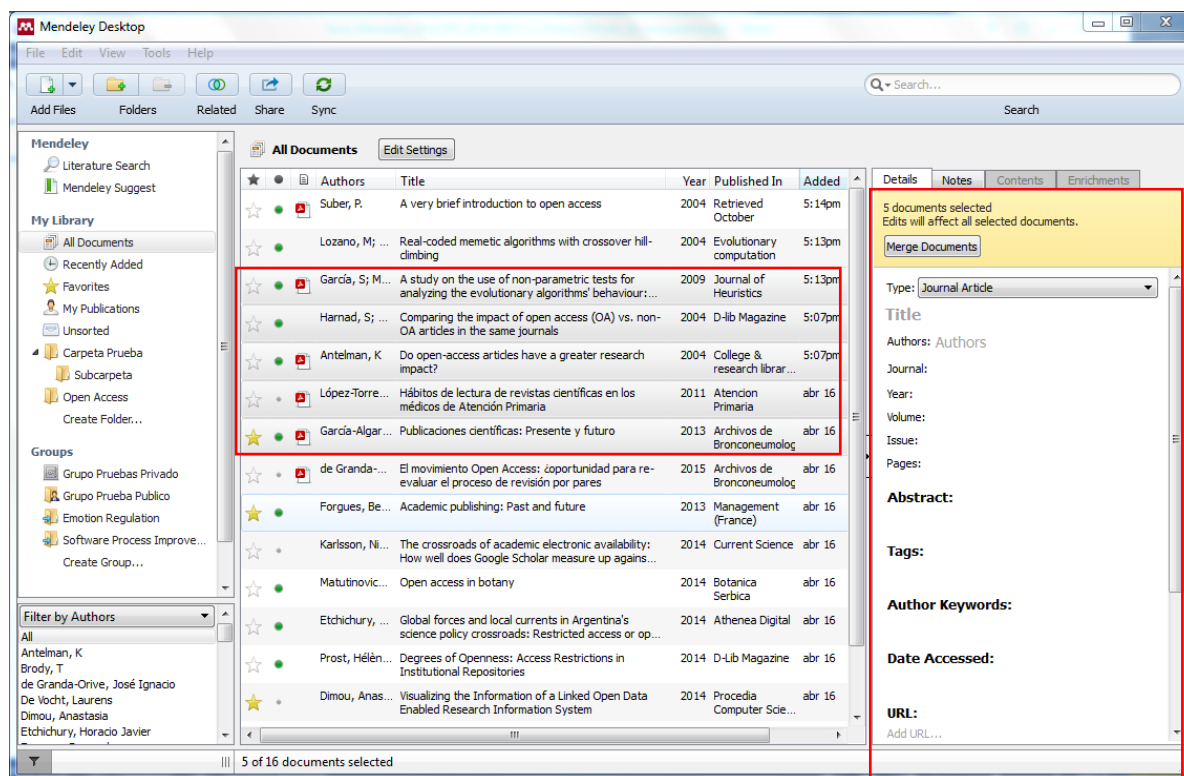 Mendeley Desktop
File Edit View Tools Help
Add Files Folders Related Share Sync
Search...
Search
Mendeley
Literature Search
Mendeley Suggest
My Library
All Documents
Recently Added
Favorites
My Publications
Unsorted
Carpeta Prueba
Subcarpeta
Open Access
Create Folder...
Groups
Grupo Pruebas Privado
Grupo Prueba Publico
Emotion Regulation
Software Process Improve...
Create Group...
Filter by Authors
All
Antelman, K
Brody, T
de Granda-Orive, José Ignacio
De Vocht, Laurens
Dimou, Anastasia
Etchichury, Horacio Javier
All Documents Edit Settings
Authors Title Year Published In Added
Suber, P. A very brief introduction to open access 2004 Retrieved 5:14pm
October
Lozano, M; ... Real-coded memetic algorithms with crossover hill- 2004 Evolutionary 5:13pm
climbing computation
García, S; M... A study on the use of non-parametric tests for 2009 Journal of 5:13pm
analyzing the evolutionary algorithms' behaviour:... Heuristics
Harnad, S; ... Comparing the impact of open access (OA) vs. non- 2004 D-lib Magazine 5:07pm
OA articles in the same journals
Antelman, K Do open-access articles have a greater research 2004 College & 5:07pm
impact? research librar...
López-Torre... Hábitos de lectura de revistas científicas en los 2011 Atencion abr 16
médicos de Atención Primaria Primaria
García-Algar... Publicaciones científicas: Presente y futuro 2013 Archivos de abr 16
Bronconeumolog
de Granda-... El movimiento Open Access: ¿oportunidad para re- 2015 Archivos de abr 16
evaluar el proceso de revisión por pares Bronconeumolog
Forgues, Be... Academic publishing: Past and future 2013 Management abr 16
(France)
Karlsson, Ni... The crossroads of academic electronic availability: 2014 Current Science abr 16
How well does Google Scholar measure up agains...
Matutinovic... Open access in botany 2014 Botanica abr 16
Serbica
Etchichury, ... Global forces and local currents in Argentina's 2014 Athenea Digital abr 16
science policy crossroads: Restricted access or op...
Prost, Hélèn... Degrees of Openness: Access Restrictions in 2014 D-Lib Magazine abr 16
Institutional Repositories
Dimou, Anas... Visualizing the Information of a Linked Open Data 2014 Procedia abr 16
Enabled Research Information System Computer Scie...
5 of 16 documents selected
Details Notes Contents Enrichments
5 documents selected
Edits will affect all selected documents.
Merge Documents
Type: Journal Article
Title
Authors: Authors
Journal:
Year:
Volume:
Issue:
Pages:
Abstract:
Tags:
Author Keywords:
Date Accessed:
URL:
Add URL...